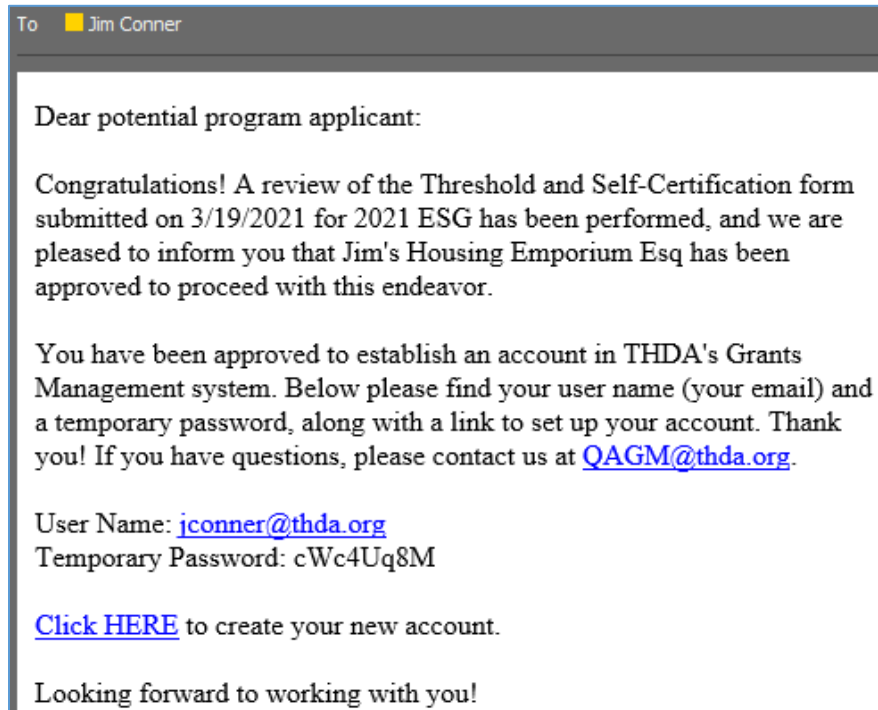 To Jim Conner
Dear potential program applicant:
Congratulations! A review of the Threshold and Self-Certification form
submitted on 3/19/2021 for 2021 ESG has been performed, and we are
pleased to inform you that Jim's Housing Emporium Esq has been
approved to proceed with this endeavor.
You have been approved to establish an account in THDA's Grants
Management system. Below please find your user name (your email) and
a temporary password, along with a link to set up your account. Thank
you! If you have questions, please contact us at QAGM@thda.org.
User Name: jconner@thda.org
Temporary Password: cWc4Uq8M
Click HERE to create your new account.
Looking forward to working with you!